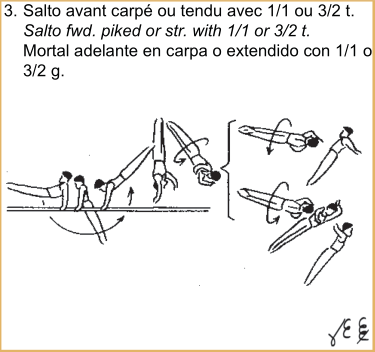 3. Salto avant carpé ou tendu avec 1/1 ou 3/2 t.
Salto fwd. piked or str. with 1/1 or 3/2 t.
Mortal adelante en carpa o extendido con 1/1 o
3/2 g.